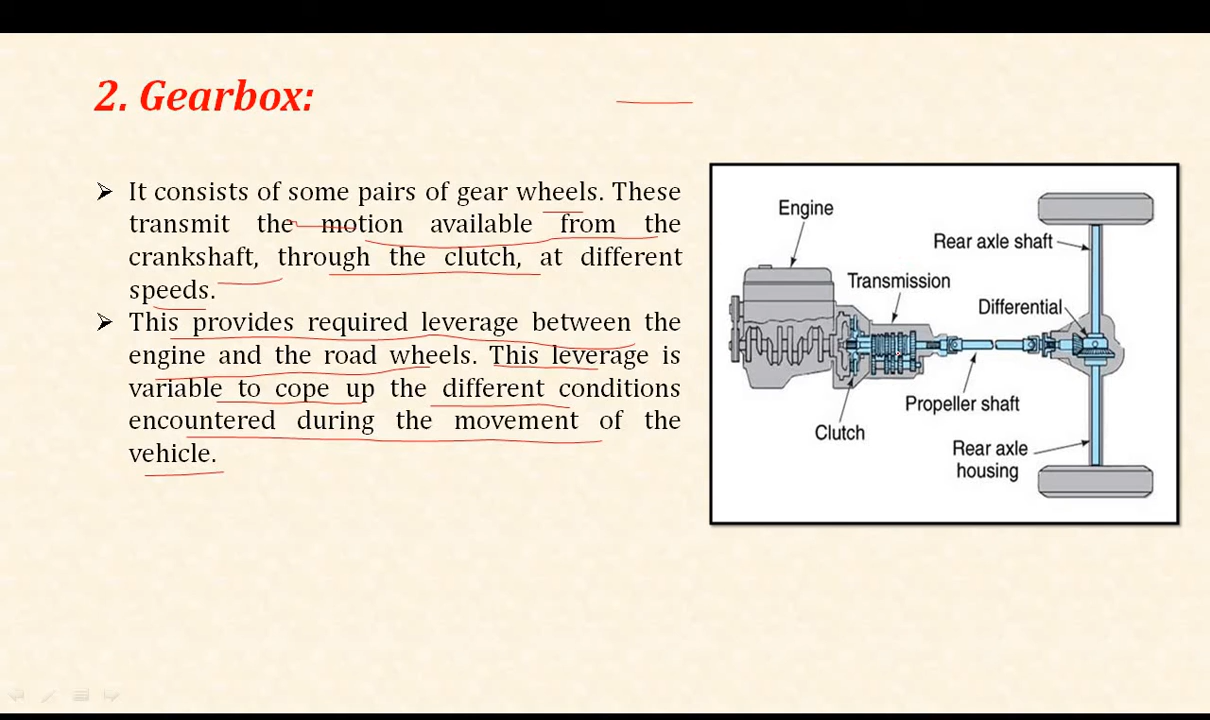 2. Gearbox:
➢ It consists of some pairs of gear wheels. These
transmit the motion available from the
crankshaft, through the clutch, at different
speeds.
➢ This provides required leverage between the
engine and the road wheels. This leverage is
variable to cope up the different conditions
encountered during the movement of the
vehicle.
Engine
Rear axle shaft
Transmission
Differential
Propeller shaft
Clutch
Rear axle
housing